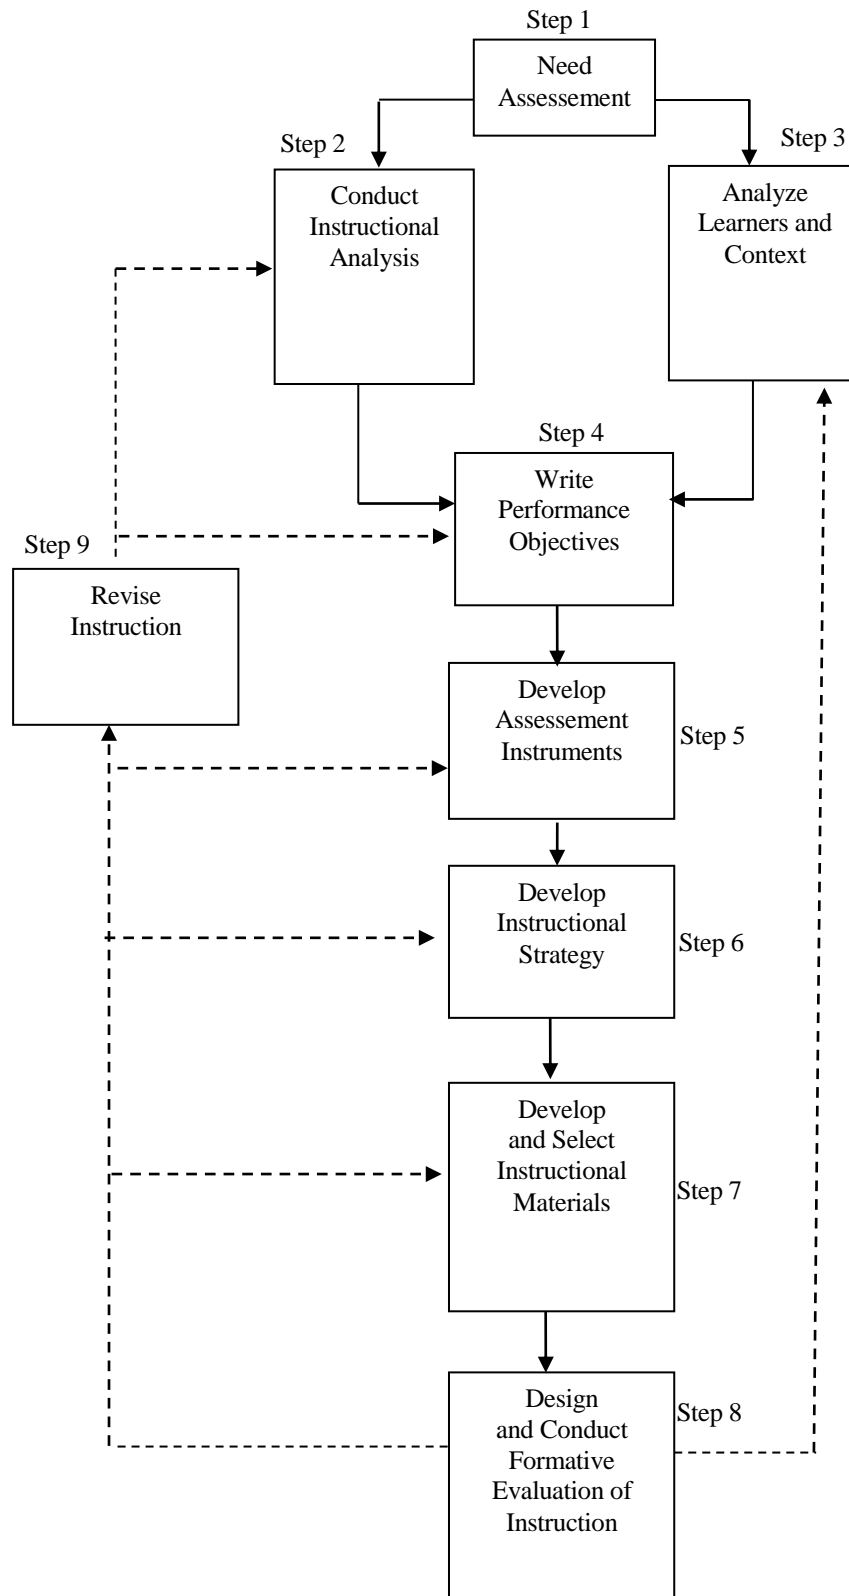 Step 1
Need
Assessement
Step 2
Conduct
Instructional
Analysis
Step 3
Analyze
Learners and
Context
Step 4
Write
Performance
Objectives
Step 9
Revise
Instruction
Develop
Assessement
Instruments
Step 5
Develop
Instructional
Strategy
Step 6
Develop
and Select
Instructional
Materials
Step 7
Design
and Conduct
Formative
Evaluation of
Instruction
Step 8